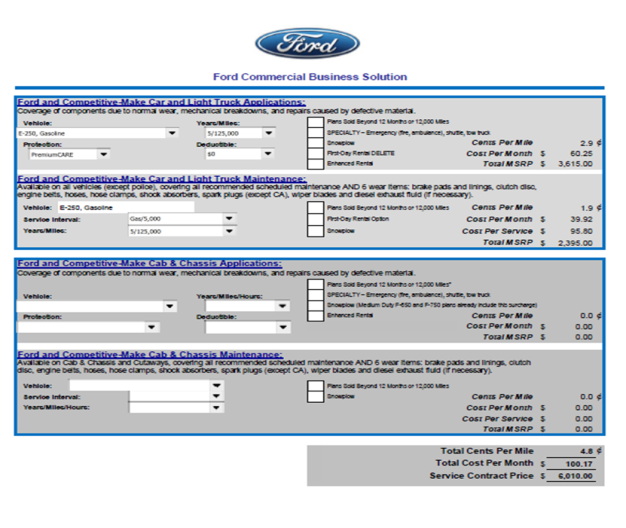 Ford
Ford Commercial Business Solution
Ford and Competitive-Make Car and Light Truck Applications:
Coverage of components due to normal wear, mechanical breakdowns, and repairs caused by defective material.
Vehicle: Years/Miles: Plans Sold Beyond 12 Months or 12,000 Miles
E-250, Gasoline 5/125,000 SPECIALTY – Emergency (fire, ambulance), shuttle, tow truck
Protection: Deductible: Snowplow Cents Per Mile 2.9 ¢
PremiumCARE $0 First-Day Rental DELETE Cost Per Month $ 60.25
Enhanced Rental Total MSRP $ 3,615.00
Ford and Competitive-Make Car and Light Truck Maintenance:
Available on all vehicles (except police), covering all recommended scheduled maintenance AND 6 wear items: brake pads and linings, clutch disc,
engine belts, hoses, hose clamps, shock absorbers, spark plugs (except CA), wiper blades and diesel exhaust fluid (if necessary).
Vehicle: E-250, Gasoline Plans Sold Beyond 12 Months or 12,000 Miles Cents Per Mile 1.9 ¢
Service Interval: Gas/5,000 First-Day Rental Option Cost Per Month $ 39.92
Years/Miles: 5/125,000 Snowplow Cost Per Service $ 95.80
Total MSRP $ 2,395.00
Ford and Competitive-Make Cab & Chassis Applications:
Coverage of components due to normal wear, mechanical breakdowns, and repairs caused by defective material.
Plans Sold Beyond 12 Months or 12,000 Miles*
Vehicle: Years/Miles/Hours: SPECIALTY – Emergency (fire, ambulance), shuttle, tow truck
Snowplow (Medium Duty F-650 and F-750 plans already include this surcharge)
Protection: Deductible: Enhanced Rental Cents Per Mile 0.0 ¢
Cost Per Month $ 0.00
Total MSRP $ 0.00
Ford and Competitive-Make Cab & Chassis Maintenance:
Available on Cab & Chassis and Cutaways, covering all recommended scheduled maintenance AND 6 wear items: brake pads and linings, clutch
disc, engine belts, hoses, hose clamps, shock absorbers, spark plugs (except CA), wiper blades and diesel exhaust fluid (if necessary).
Vehicle: Plans Sold Beyond 12 Months or 12,000 Miles
Service Interval: Snowplow Cents Per Mile 0.0 ¢
Years/Miles/Hours: Cost Per Month $ 0.00
Cost Per Service $ 0.00
Total MSRP $ 0.00
Total Cents Per Mile 4.8 ¢
Total Cost Per Month $ 100.17
Service Contract Price $ 6,010.00